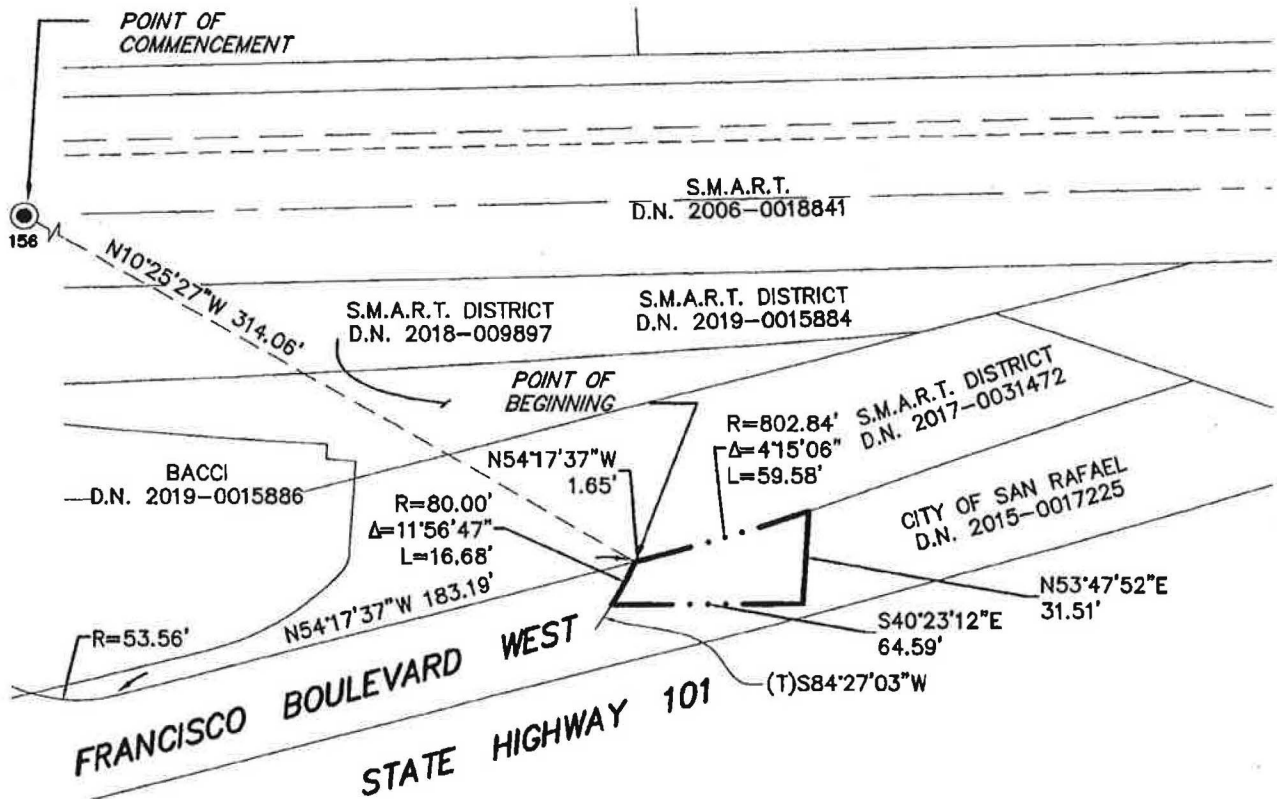 POINT OF
COMMENCEMENT
S.M.A.R.T.
D.N. 2006-0018841
156
N10°25'27"W 314.06'
S.M.A.R.T. DISTRICT
D.N. 2018-009897
S.M.A.R.T. DISTRICT
D.N. 2019-0015884
POINT OF
BEGINNING
R=802.84'
Δ=4°15'06"
L=59.58'
S.M.A.R.T. DISTRICT
D.N. 2017-0031472
BACCI
D.N. 2019-0015886
N54°17'37"W
1.65'
R=80.00'
Δ=11°56'47"
L=16.68'
CITY OF SAN RAFAEL
D.N. 2015-0017225
N53°47'52"E
31.51'
N54°17'37"W 183.19'
S40°23'12"E
64.59'
R=53.56'
(T)S84°27'03"W
FRANCISCO BOULEVARD WEST
STATE HIGHWAY 101